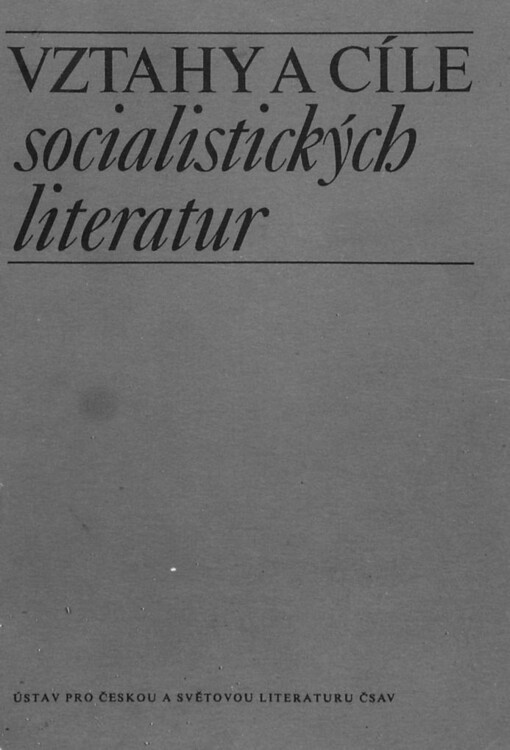 VZTAHY A CÍLE
socialistických
literatur
ÚSTAV PRO ČESKOU A SVĚTOVOU LITERATURU ČSAV